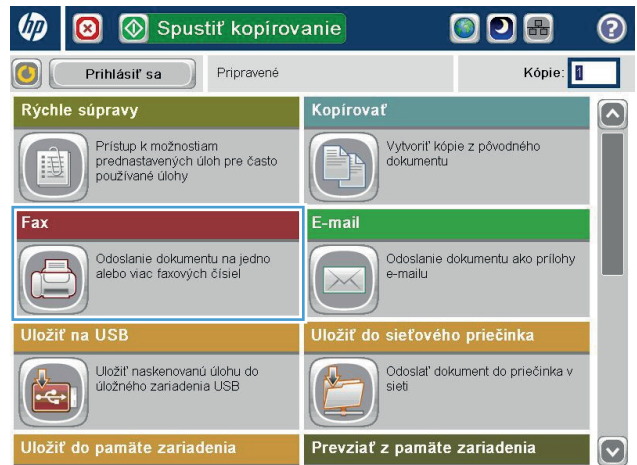 hp Spustiť kopírovanie ?
Prihlásiť sa Pripravené Kópie: 1
Rýchle súpravy
Prístup k možnostiam
prednastavených úloh pre často
používané úlohy
Kopírovať
Vytvoriť kópie z pôvodného
dokumentu
Fax
Odoslanie dokumentu na jedno
alebo viac faxových čísiel
E-mail
Odoslanie dokumentu ako prílohy
e-mailu
Uložiť na USB
Uložiť naskenovanú úlohu do
úložného zariadenia USB
Uložiť do sieťového priečinka
Odoslať dokument do priečinka v
sieti
Uložiť do pamäte zariadenia
Prevziať z pamäte zariadenia